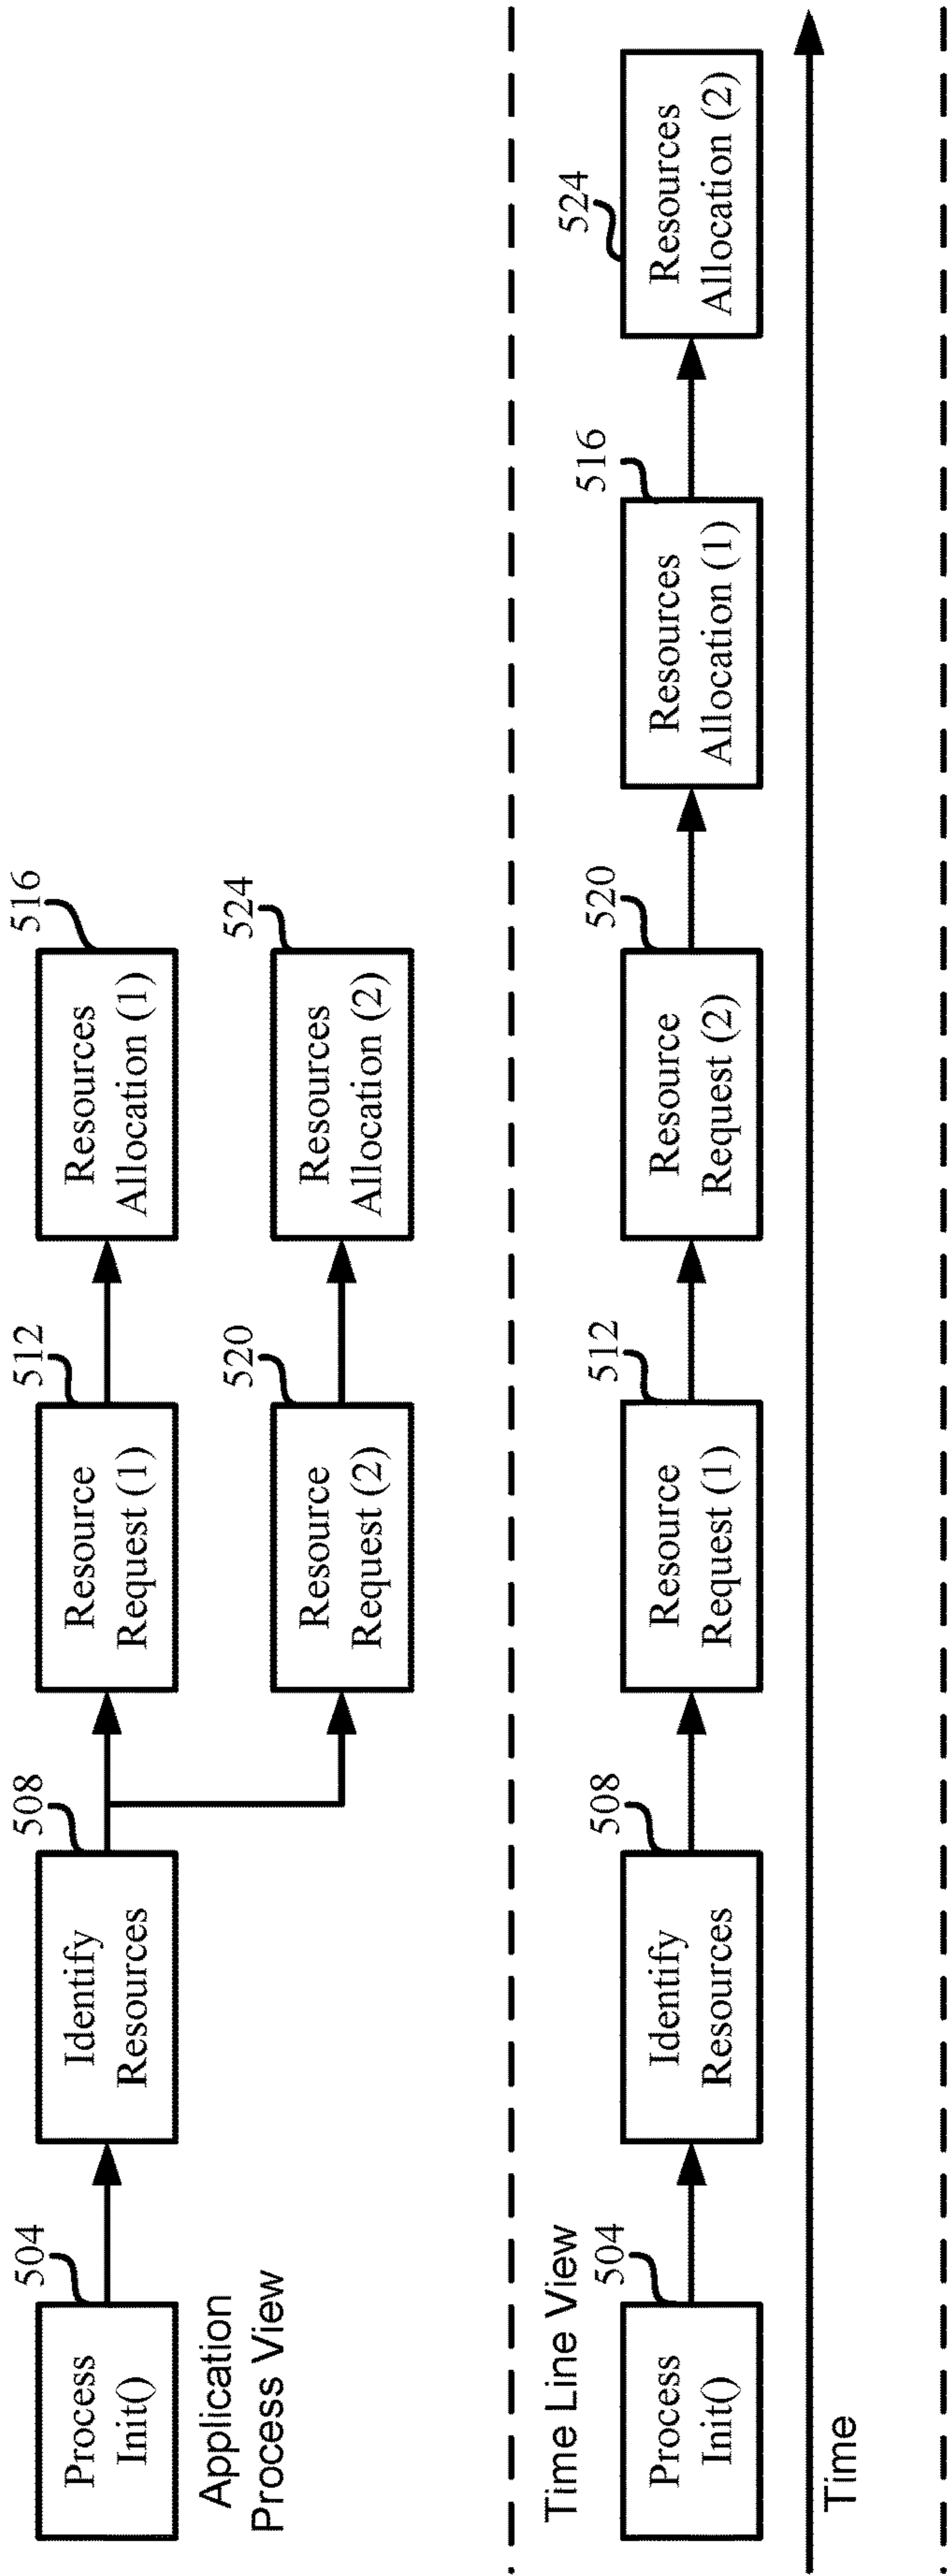 504
508
512
516
Process
Init()
Identify
Resources
Resource
Request (1)
Resources
Allocation (1)
520
524
Application
Process View
Resource
Request (2)
Resources
Allocation (2)
Time Line View
504
508
512
520
516
524
Process
Init()
Identify
Resources
Resource
Request (1)
Resource
Request (2)
Resources
Allocation (1)
Resources
Allocation (2)
Time